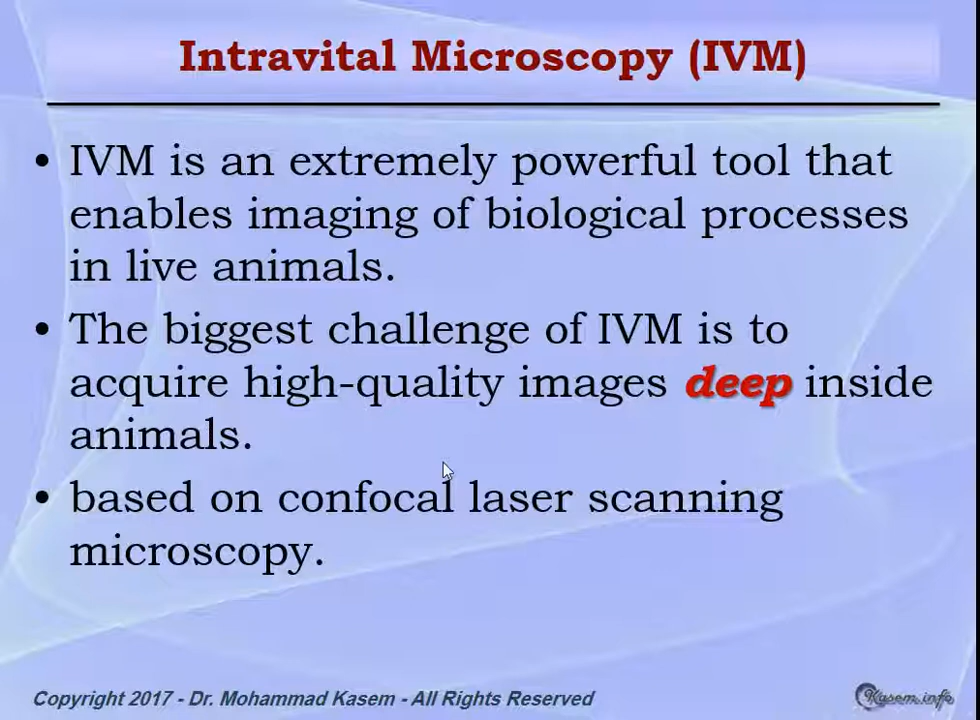 Intravital Microscopy (IVM)
• IVM is an extremely powerful tool that
enables imaging of biological processes
in live animals.
• The biggest challenge of IVM is to
acquire high-quality images deep inside
animals.
• based on confocal laser scanning
microscopy.
Copyright 2017 - Dr. Mohammad Kasem - All Rights Reserved
Kasem.info